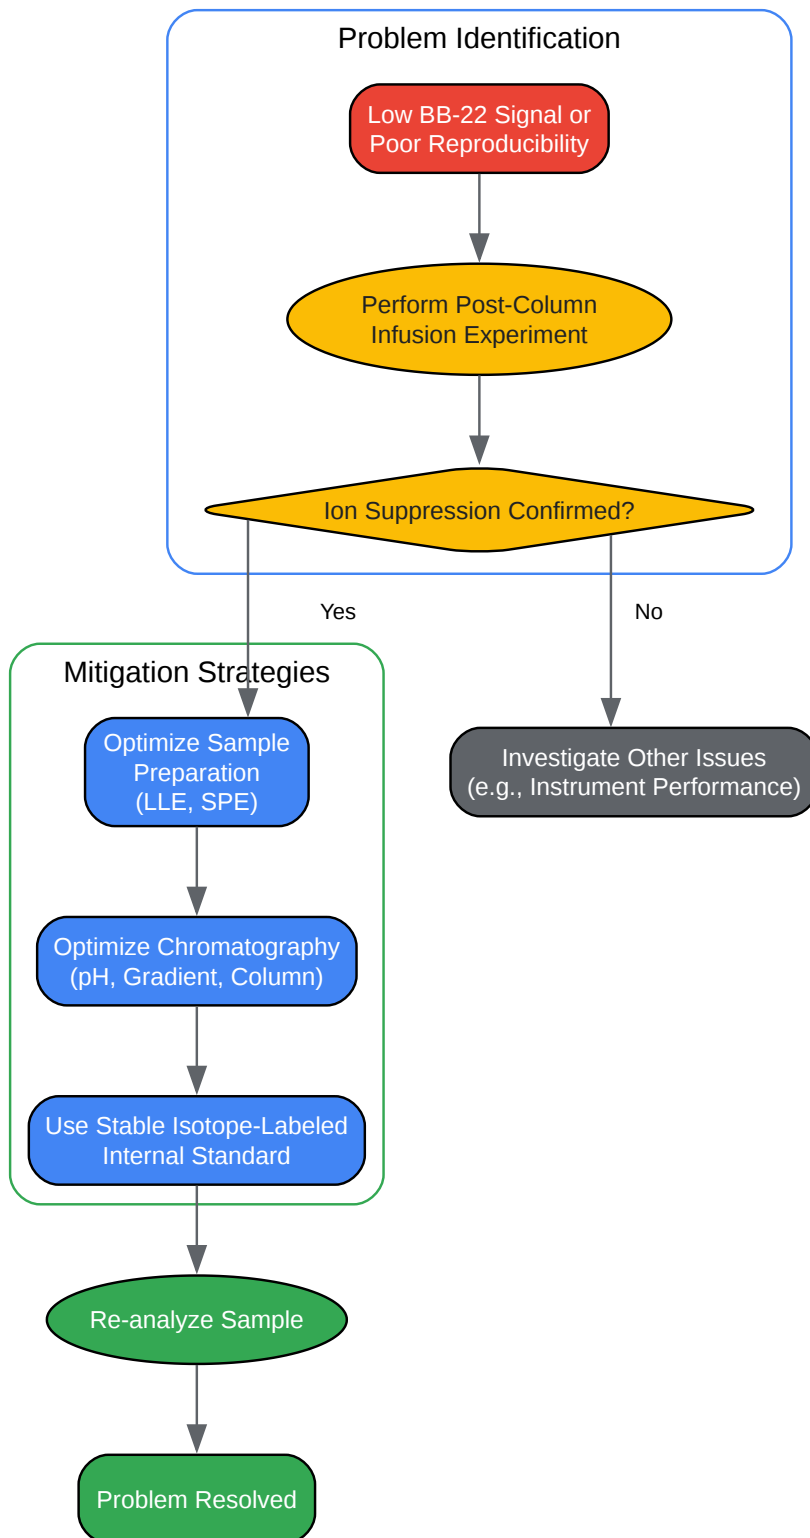 Problem Identification
Low BB-22 Signal or
Poor Reproducibility
Perform Post-Column
Infusion Experiment
Ion Suppression Confirmed?
Yes
No
Mitigation Strategies
Optimize Sample
Preparation
(LLE, SPE)
Investigate Other Issues
(e.g., Instrument Performance)
Optimize Chromatography
(pH, Gradient, Column)
Use Stable Isotope-Labeled
Internal Standard
Re-analyze Sample
Problem Resolved